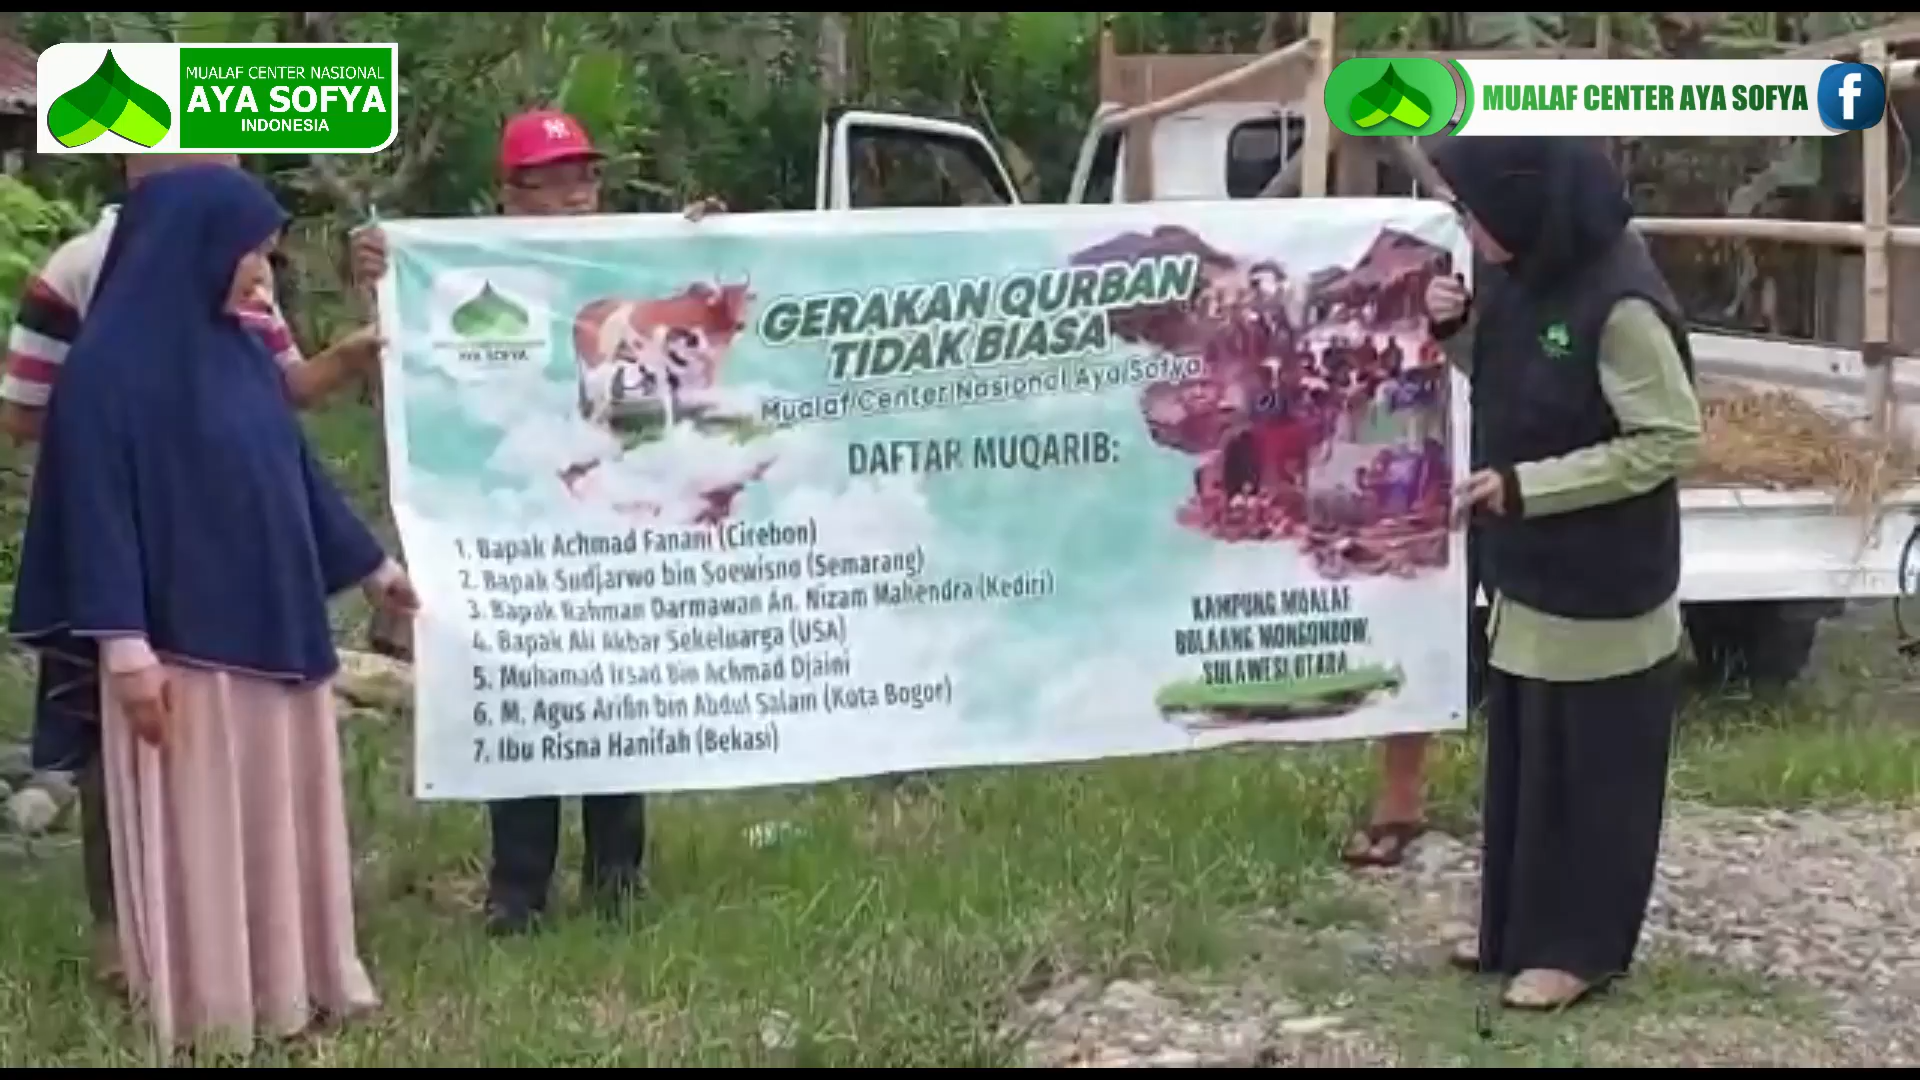 MUALAF CENTER NASIONAL
AYA SOFYA
INDONESIA
MUALAF CENTER AYA SOFYA
f
AYA SOFYA
GERAKAN QURBAN
TIDAK BIASA
Mualaf Center Nasional Aya Sofya
DAFTAR MUQARIB:
1. Bapak Achmad Fanani (Cirebon)
2. Bapak Sudjarwo bin Soewisno (Semarang)
3. Bapak Rahman Darmawan An. Nizam Mahendra (Kediri)
4. Bapak Ali Akbar Sekeluarga (USA)
5. Muhamad Irsad Bin Achmad Djaini
6. M. Agus Arifin bin Abdul Salam (Kota Bogor)
7. Ibu Risna Hanifah (Bekasi)
KAMPUNG MUALAF
BOLAANG MONGONDOW,
SULAWESI UTARA